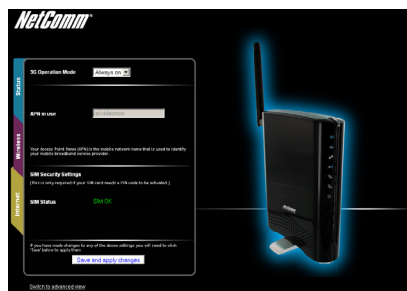 NetComm®
Status
Wireless
Internet
3G Operation Mode
Always on
APN in use
Your Access Point Name (APN) is the mobile network name that is used to identify
your mobile broadband service provider.
SIM Security Settings
(This is only required if your SIM card needs a PIN code to be activated.)
SIM Status
SIM OK
If you have made changes to any of the above settings you will need to click
'Save' below to apply them
Save and apply changes
Switch to advanced view